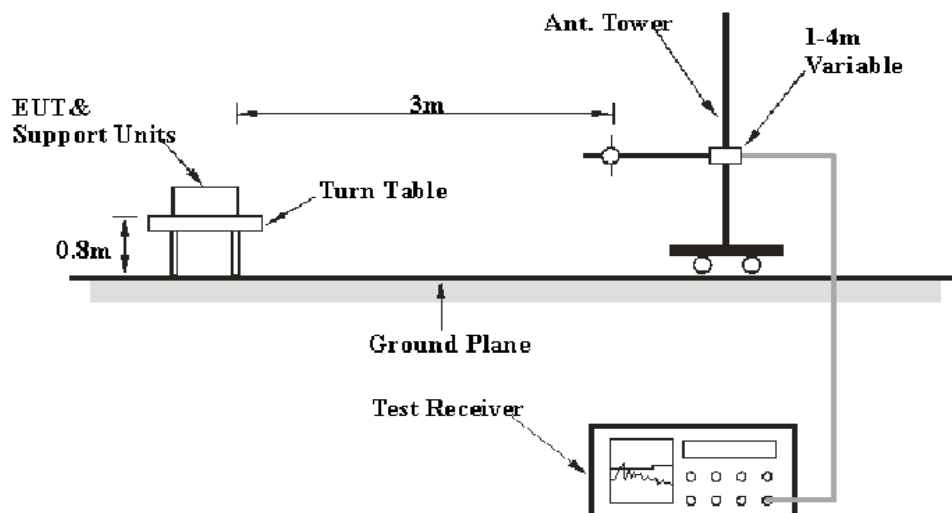 Ant. Tower
1-4m
Variable
3m
EUT&
Support Units
Turn Table
0.8m
Ground Plane
Test Receiver